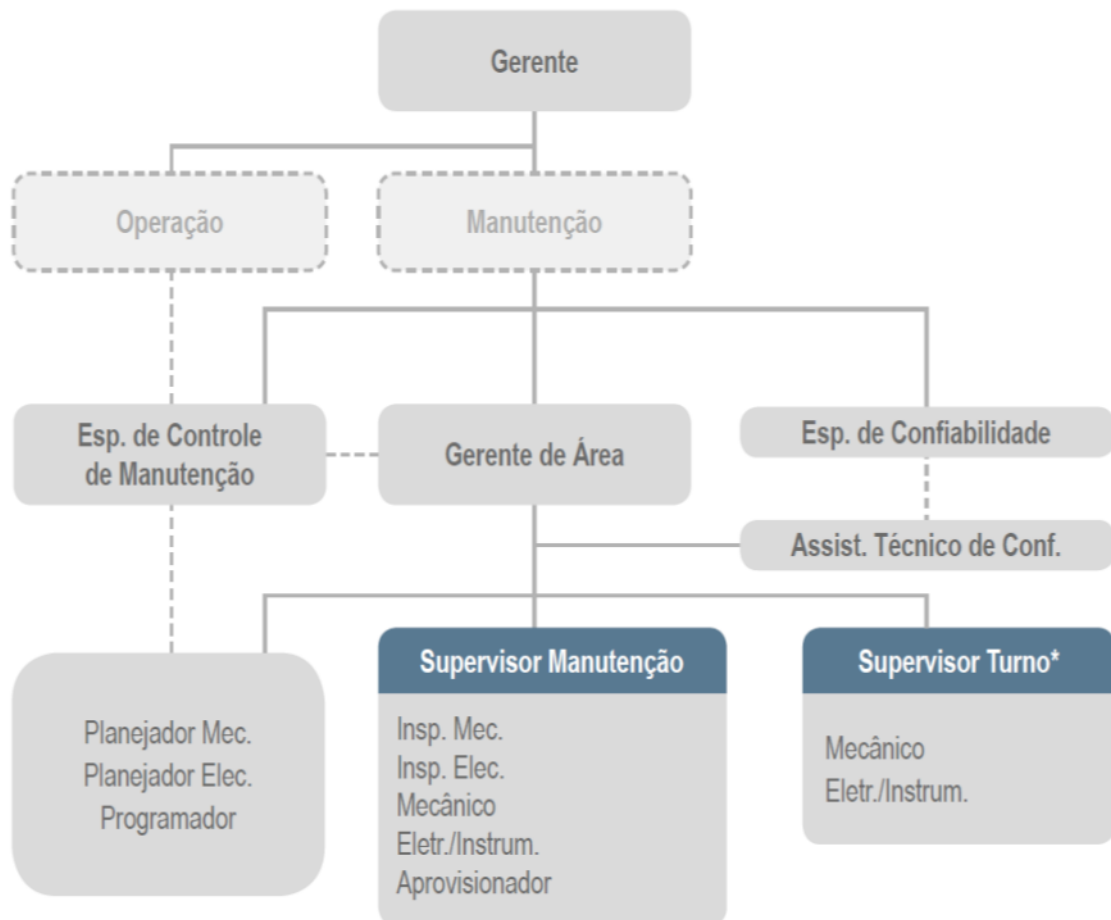 Gerente
Operação
Manutenção
Esp. de Controle
de Manutenção
Gerente de Área
Esp. de Confiabilidade
Assist. Técnico de Conf.
Planejador Mec.
Planejador Elec.
Programador
Supervisor Manutenção
Insp. Mec.
Insp. Elec.
Mecânico
Eletr./Instrum.
Aprovisionador
Supervisor Turno*
Mecânico
Eletr./Instrum.